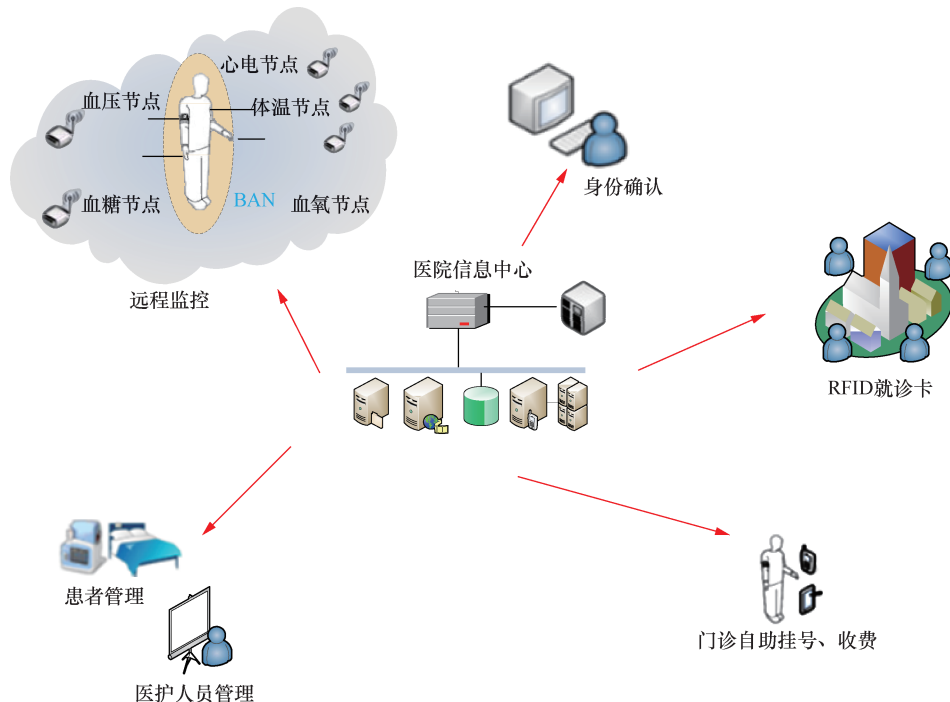 心电节点
血压节点
体温节点
血糖节点
BAN
血氧节点
远程监控
身份确认
医院信息中心
RFID就诊卡
患者管理
门诊自助挂号、收费
医护人员管理